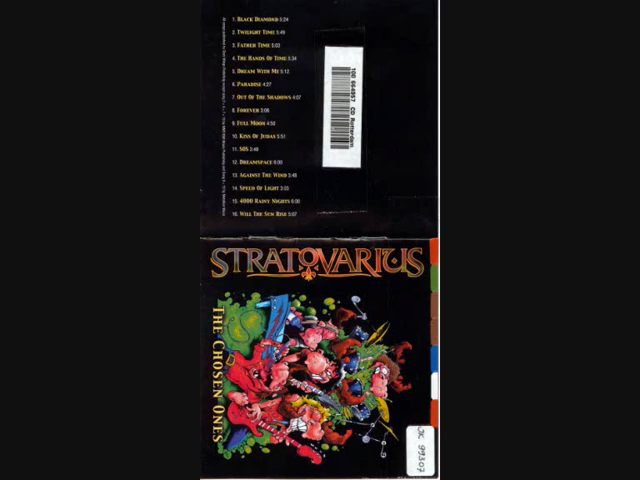 1. BLACK DIAMOND 5:24
2. TWILIGHT TIME 5:49
3. FATHER TIME 5:03
4. THE HANDS OF TIME 5:34
5. DREAM WITH ME 5:12
6. PARADISE 4:27
7. OUT OF THE SHADOWS 4:07
8. FOREVER 3:06
9. FULL MOON 4:50
10. KISS OF JUDAS 5:51
11. SOS 3:48
12. DREAMSPACE 6:00
13. AGAINST THE WIND 3:48
14. SPEED OF LIGHT 3:03
15. 4000 RAINY NIGHTS 6:00
16. WILL THE SUN RISE 5:07
100 664957 CD Rotterdam
STRATOVARIUS
THE CHOSEN ONES
JK 99307